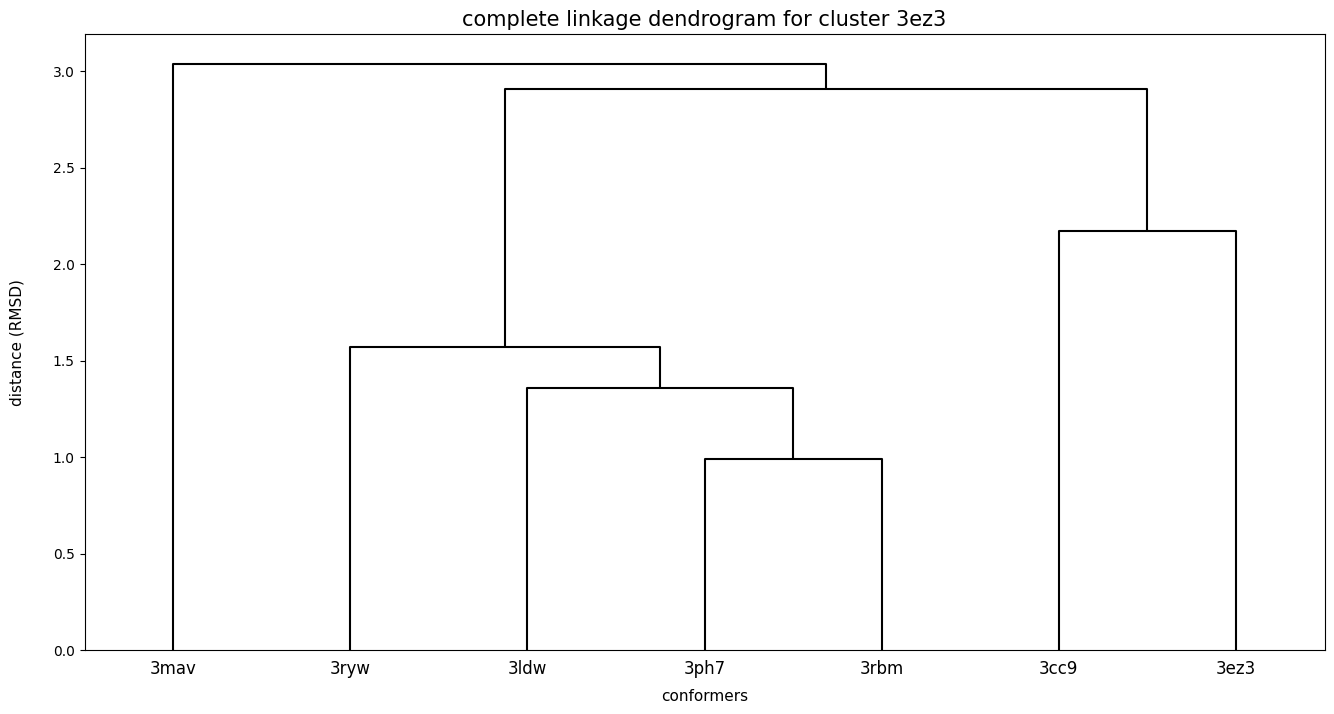 complete linkage dendrogram for cluster 3ez3
3.0
2.5
2.0
1.5
1.0
0.5
0.0
distance (RMSD)
3mav 3ryw 3ldw 3ph7 3rbm 3cc9 3ez3
conformers